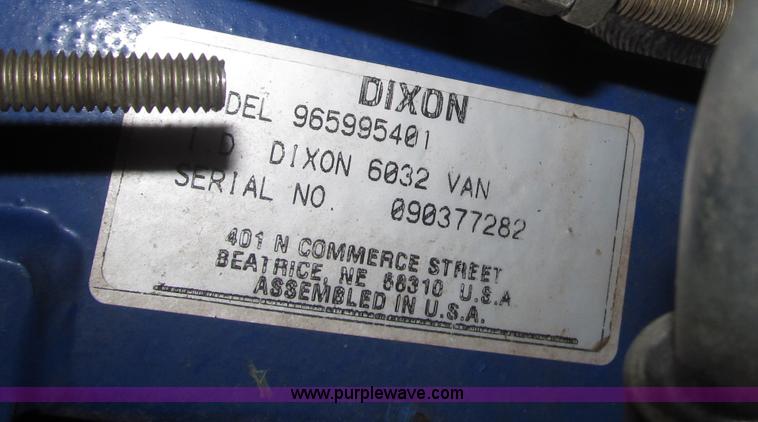 DIXON
DEL 965995401
I.D. DIXON 6032 VAN
SERIAL NO. 090377282
401 N COMMERCE STREET
BEATRICE, NE 68310 U.S.A
ASSEMBLED IN U.S.A.
www.purplewave.com